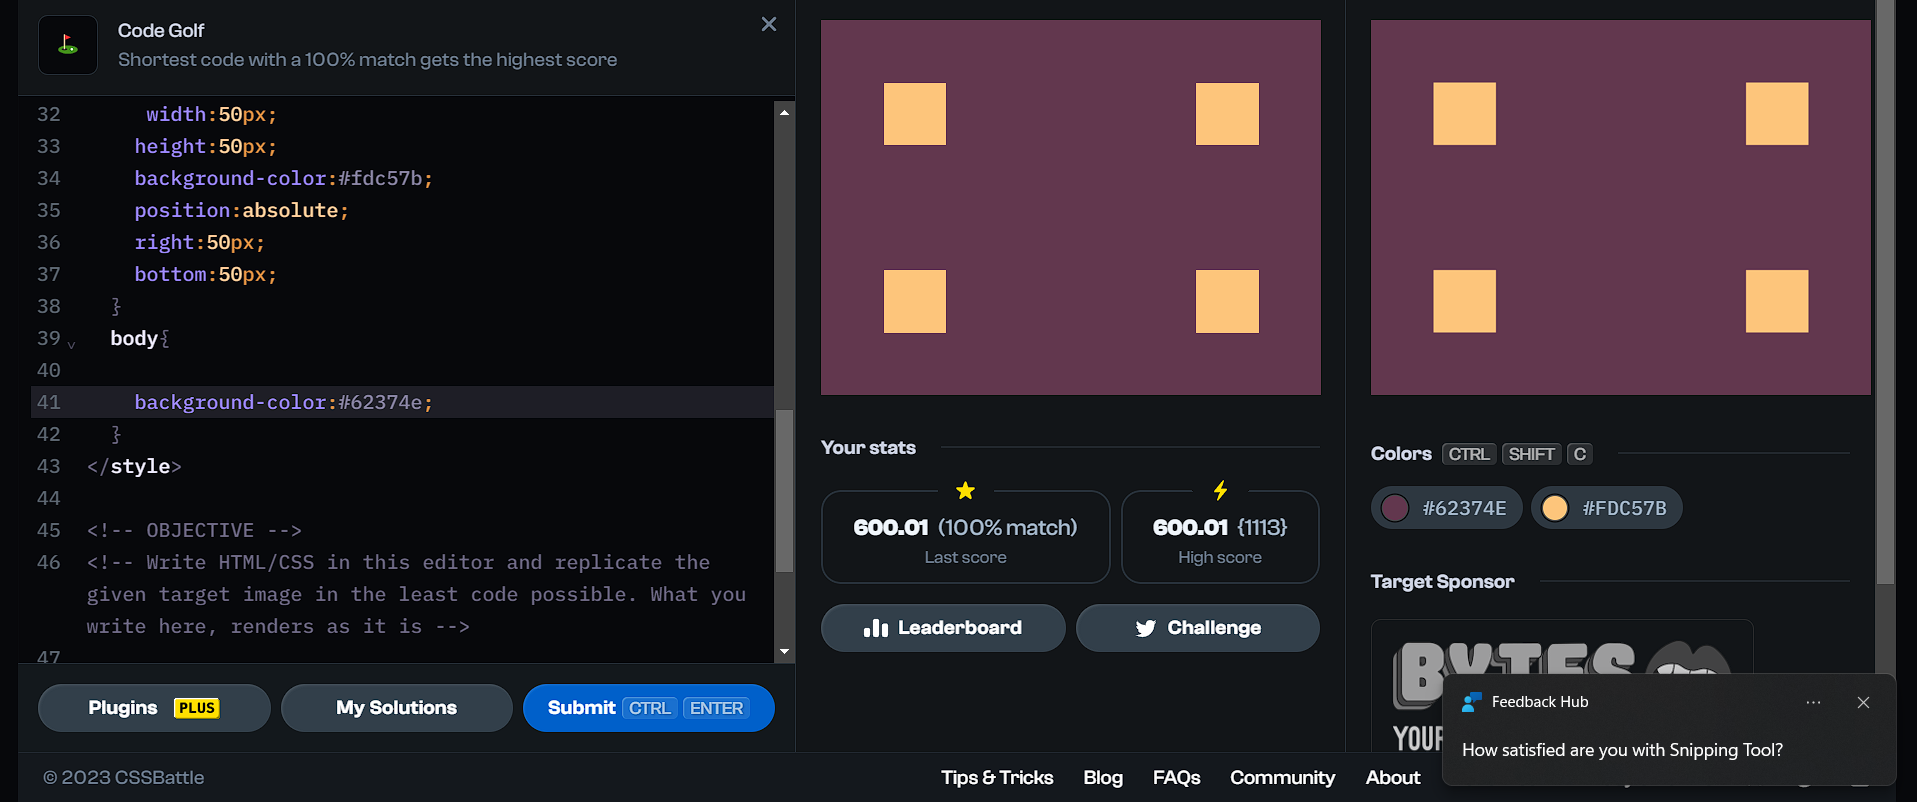 Code Golf
Shortest code with a 100% match gets the highest score
32 width:50px;
33 height:50px;
34 background-color:#fdc57b;
35 position:absolute;
36 right:50px;
37 bottom:50px;
38 }
39 body{
40
41 background-color:#62374e;
42 }
43 </style>
44
45 <!-- OBJECTIVE -->
46 <!-- Write HTML/CSS in this editor and replicate the
given target image in the least code possible. What you
write here, renders as it is -->
47
Plugins PLUS
My Solutions
Submit CTRL ENTER
Your stats
600.01 (100% match)
Last score
600.01 {1113}
High score
Leaderboard
Challenge
Colors CTRL SHIFT C
#62374E
#FDC57B
Target Sponsor
BYTES
YOUR
Feedback Hub
How satisfied are you with Snipping Tool?
© 2023 CSSBattle
Tips & Tricks
Blog
FAQs
Community
About